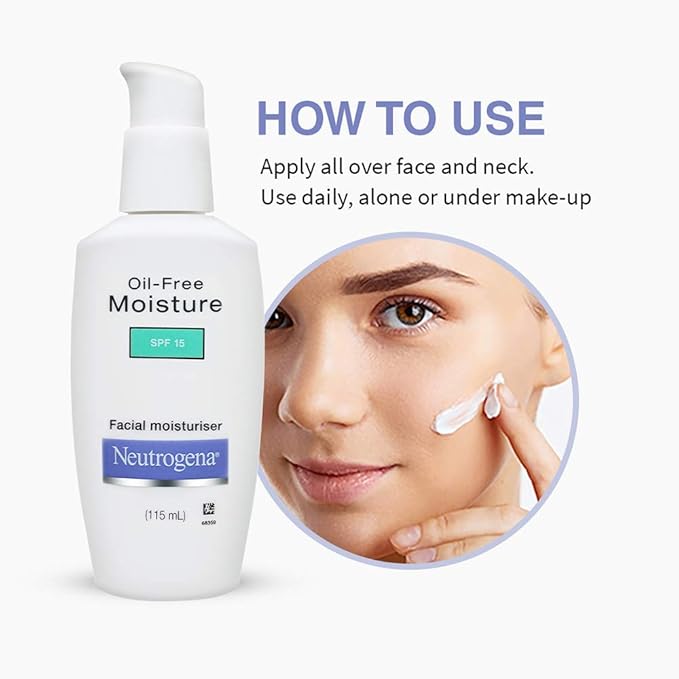 HOW TO USE
Apply all over face and neck.
Use daily, alone or under make-up
Oil-Free
Moisture
SPF 15
Facial moisturiser
Neutrogena®
(115 mL)
68359